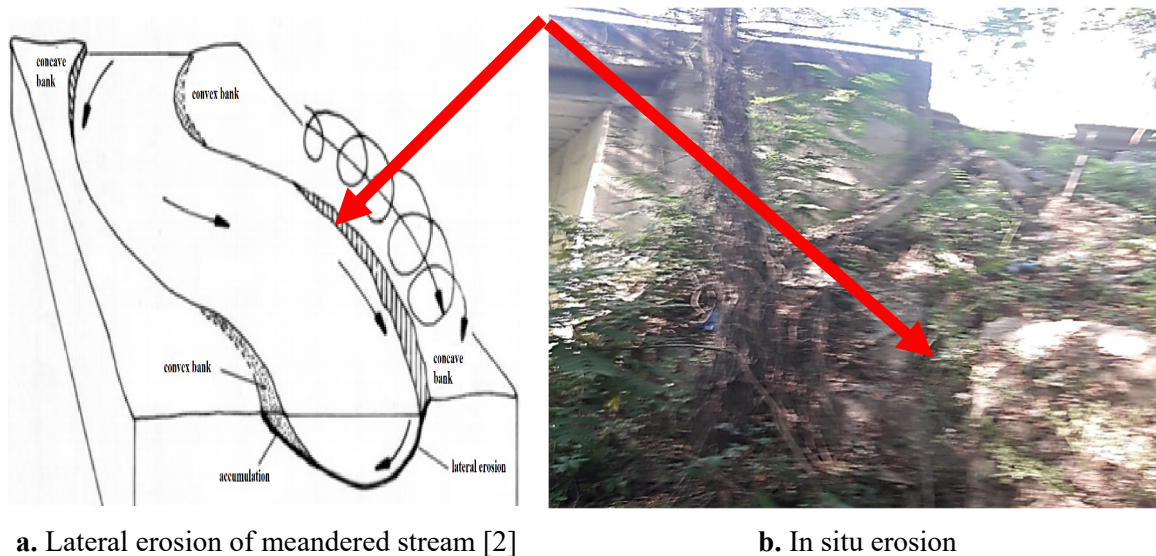 concave
bank
convex bank
convex bank
concave
bank
accumulation
lateral erosion
a. Lateral erosion of meandered stream [2]
b. In situ erosion